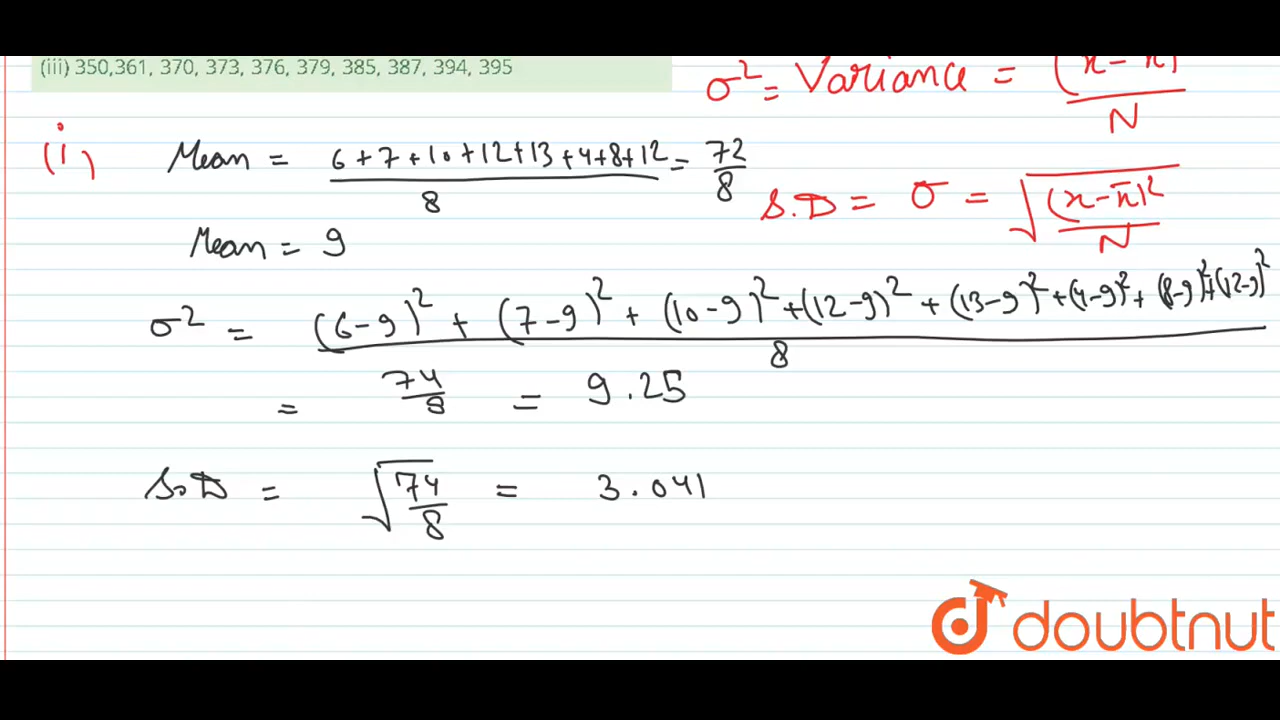 (iii) 350,361, 370, 373, 376, 379, 385, 387, 394, 395
σ² = Variance = (x - x̄)
N
(i) Mean = 6+7+10+12+13+4+8+12 = 72
8 8
S.D = σ = √(x-x̄)²
N
Mean = 9
σ² = (6-9)² + (7-9)² + (10-9)² + (12-9)² + (13-9)² + (4-9)² + (8-9)² + (12-9)²
8
= 74/8 = 9.25
S.D = √74/8 = 3.041
doubtnut